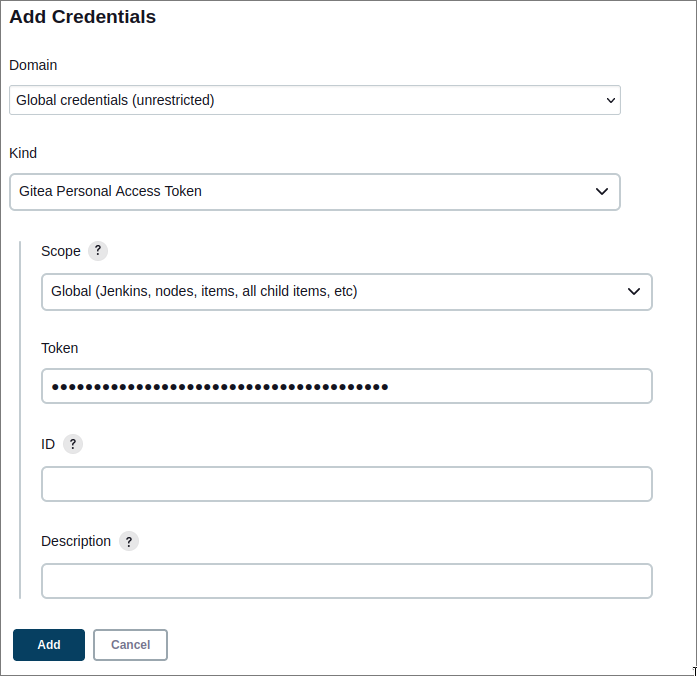 Add Credentials
Domain
Global credentials (unrestricted)
Kind
Gitea Personal Access Token
Scope ?
Global (Jenkins, nodes, items, all child items, etc)
Token
••••••••••••••••••••••••••••••••••••••••
ID ?
Description ?
Add Cancel